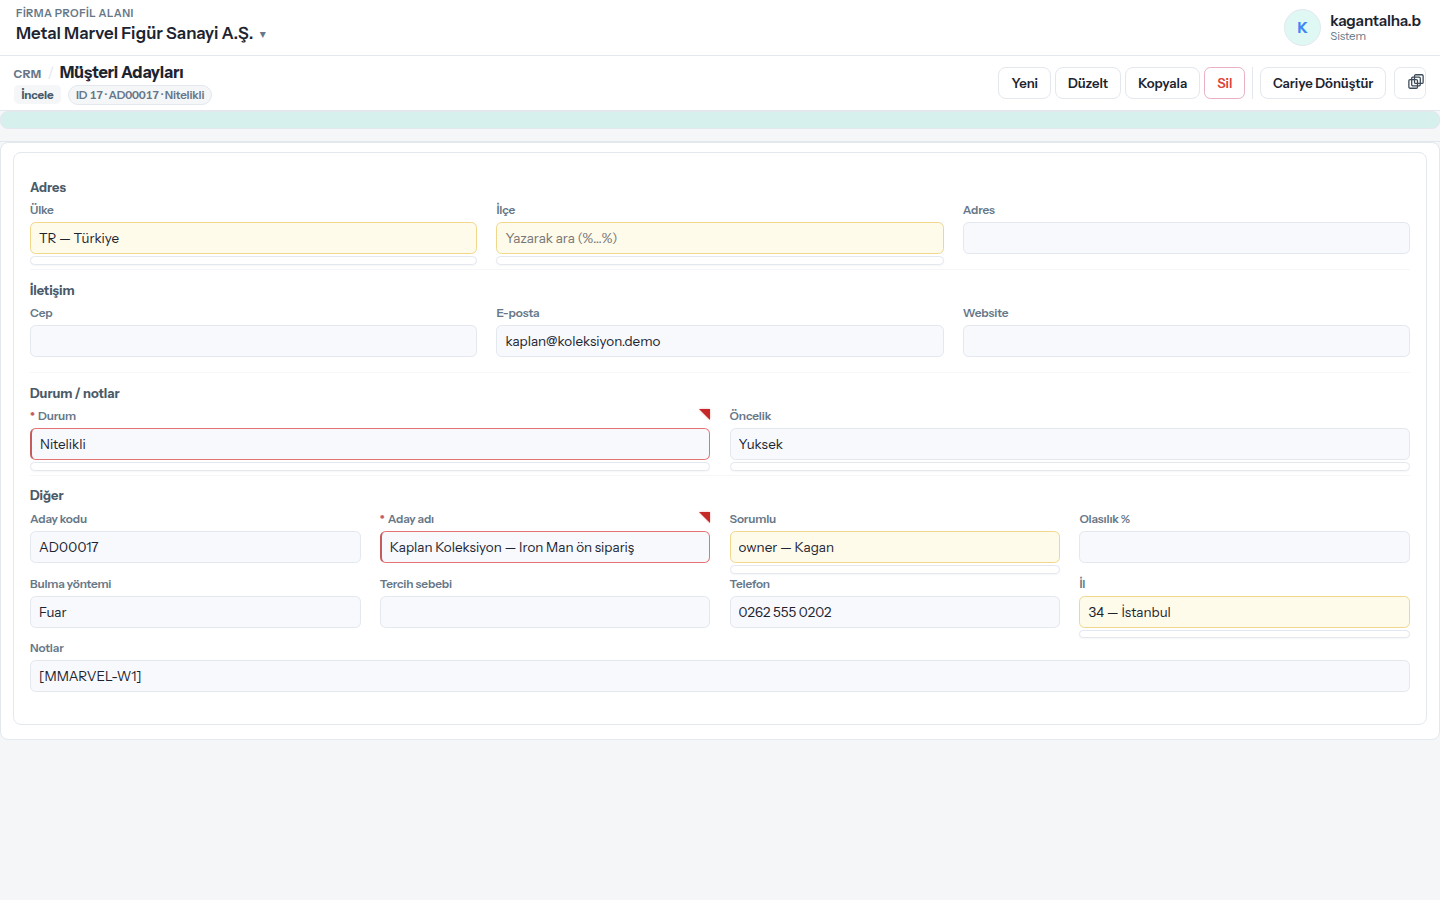 FİRMA PROFİL ALANI
Metal Marvel Figür Sanayi A.Ş. ▾
K
kagantalha.b
Sistem
CRM / Müşteri Adayları
İncele
ID 17 · AD00017 · Nitelikli
Yeni
Düzelt
Kopyala
Sil
Cariye Dönüştür
Adres
Ülke
İlçe
Adres
TR — Türkiye
Yazarak ara (%...%)
İletişim
Cep
E-posta
Website
kaplan@koleksiyon.demo
Durum / notlar
* Durum
Öncelik
Nitelikli
Yuksek
Diğer
Aday kodu
* Aday adı
Sorumlu
Olasılık %
AD00017
Kaplan Koleksiyon — Iron Man ön sipariş
owner — Kagan
Bulma yöntemi
Tercih sebebi
Telefon
İl
Fuar
0262 555 0202
34 — İstanbul
Notlar
[MMARVEL-W1]